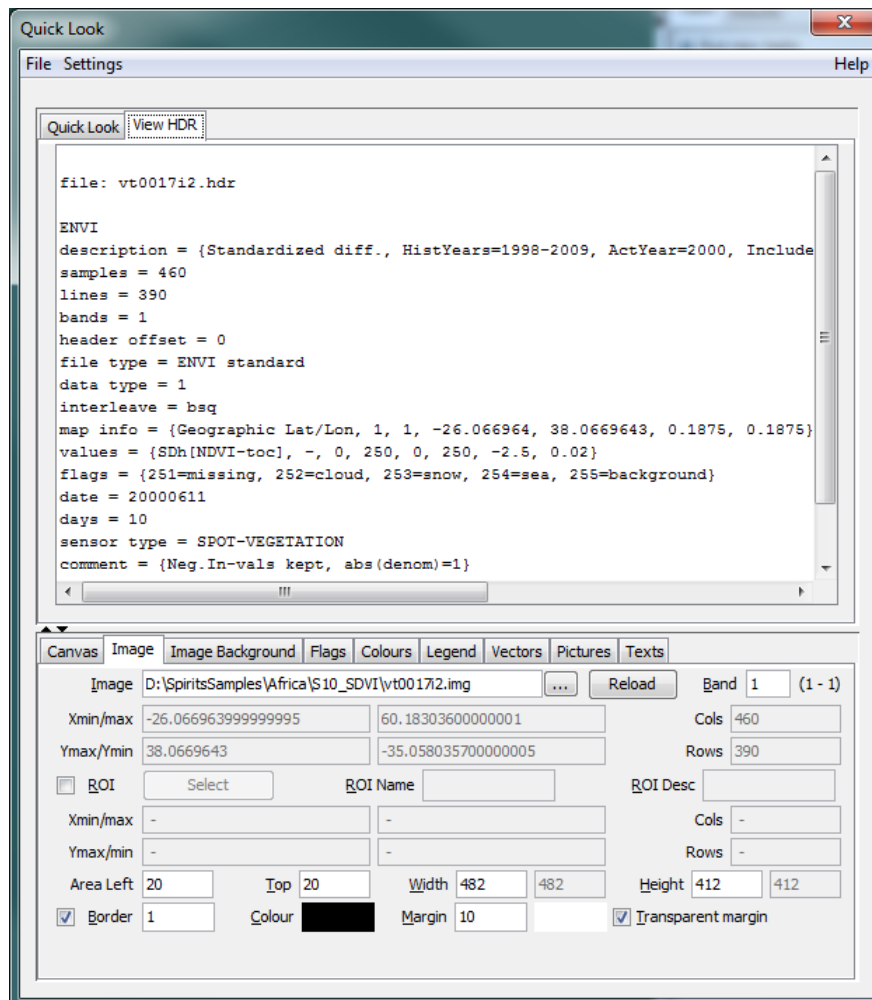 Quick Look
File Settings Help
Quick Look View HDR
file: vt0017i2.hdr
ENVI
description = {Standardized diff., HistYears=1998-2009, ActYear=2000, Include
samples = 460
lines = 390
bands = 1
header offset = 0
file type = ENVI standard
data type = 1
interleave = bsq
map info = {Geographic Lat/Lon, 1, 1, -26.066964, 38.0669643, 0.1875, 0.1875}
values = {SDh[NDVI-toc], -, 0, 250, 0, 250, -2.5, 0.02}
flags = {251=missing, 252=cloud, 253=snow, 254=sea, 255=background}
date = 20000611
days = 10
sensor type = SPOT-VEGETATION
comment = {Neg.In-vals kept, abs(denom)=1}
Canvas Image Image Background Flags Colours Legend Vectors Pictures Texts
Image D:\SpiritsSamples\Africa\S10_SDVI\vt0017i2.img ... Reload Band 1 (1 - 1)
Xmin/max -26.066963999999995 60.18303600000001 Cols 460
Ymax/Ymin 38.0669643 -35.058035700000005 Rows 390
ROI Select ROI Name ROI Desc
Xmin/max - - Cols -
Ymax/min - - Rows -
Area Left 20 Top 20 Width 482 482 Height 412 412
Border 1 Colour Margin 10 Transparent margin